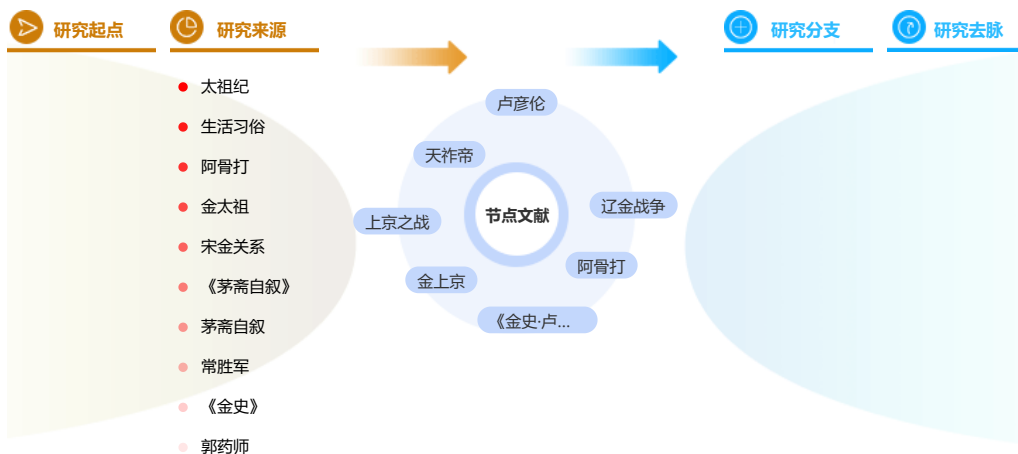 研究起点
研究来源
研究分支
研究去脉
太祖纪
生活习俗
阿骨打
金太祖
宋金关系
《茅斋自叙》
茅斋自叙
常胜军
《金史》
郭药师
卢彦伦
天祚帝
辽金战争
节点文献
上京之战
阿骨打
金上京
《金史·卢...